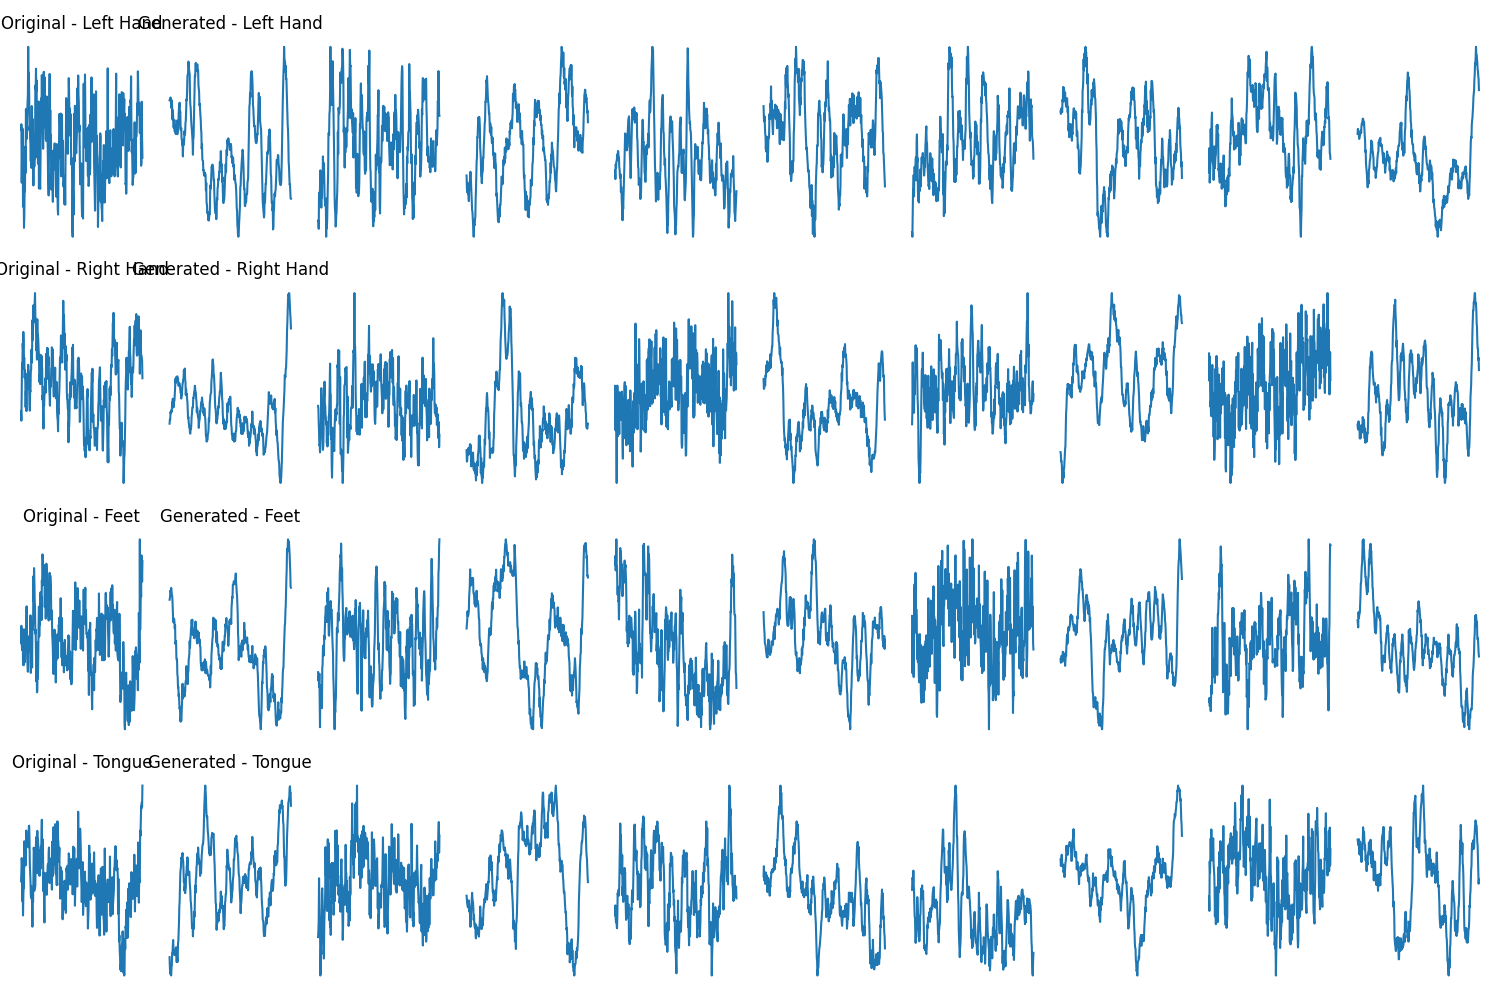 Original - Left Hand
Generated - Left Hand
Original - Right Hand
Generated - Right Hand
Original - Feet
Generated - Feet
Original - Tongue
Generated - Tongue